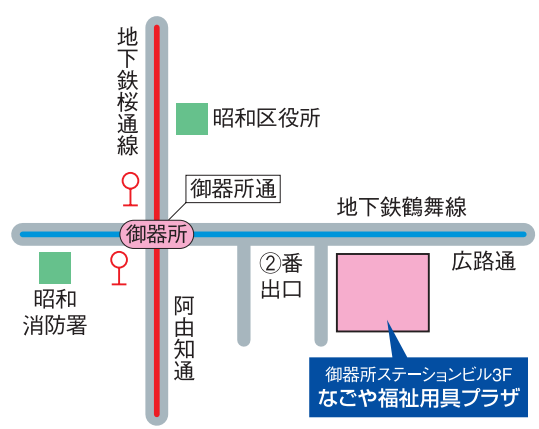 地下鉄桜通線
昭和区役所
御器所通
地下鉄鶴舞線
御器所
広路通
②番
出口
昭和
消防署
阿由知通
御器所ステーションビル3F
なごや福祉用具プラザ